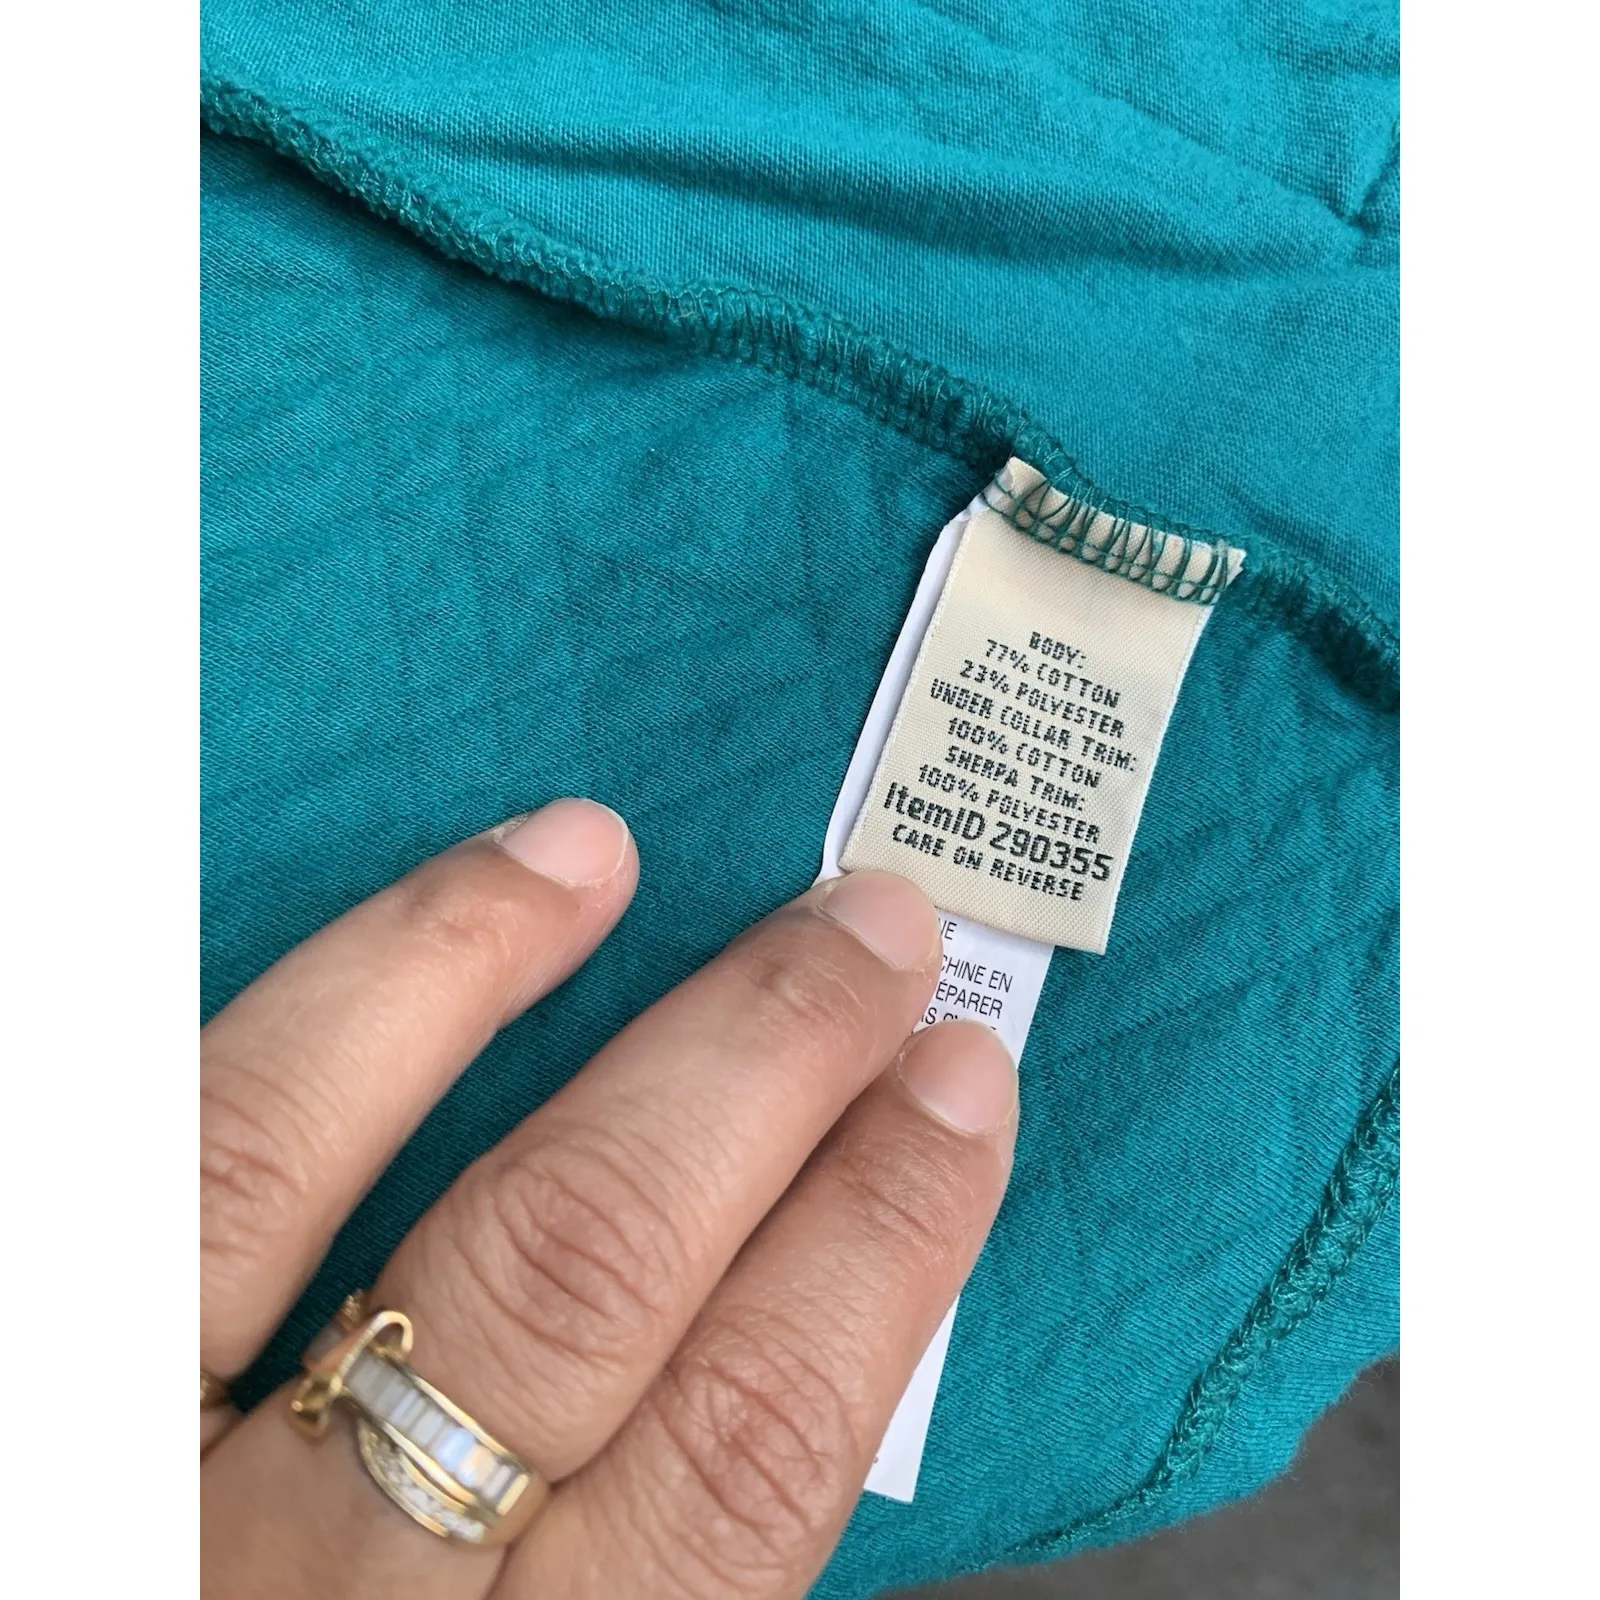 BODY:
77% COTTON
23% POLYESTER
UNDER COLLAR TRIM:
100% COTTON
SHERPA TRIM:
100% POLYESTER
ItemID 290355
CARE ON REVERSE
NE
CHINE EN
ÉPARER